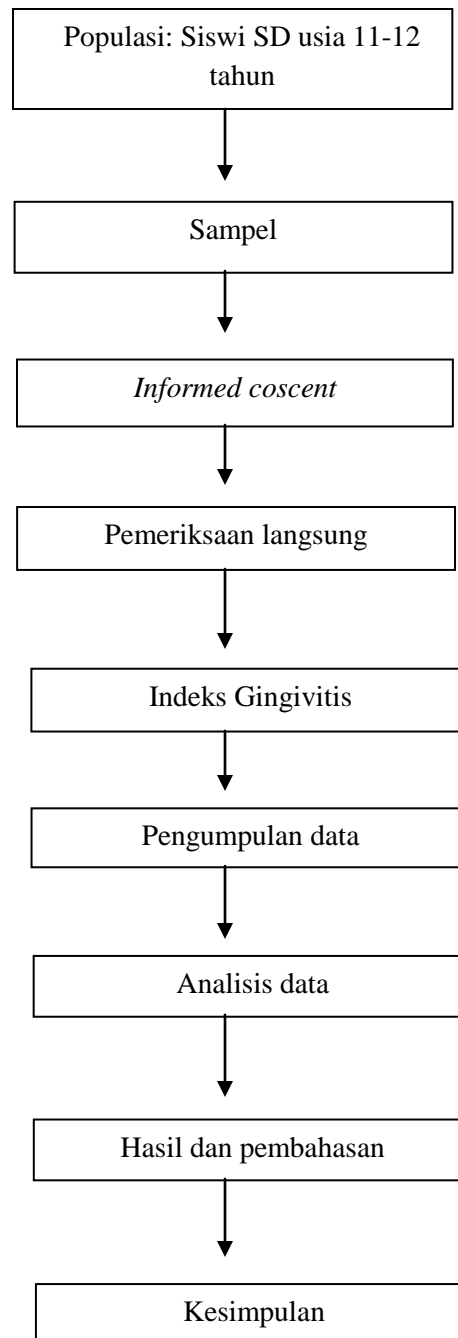 Populasi: Siswi SD usia 11-12
tahun
Sampel
Informed coscent
Pemeriksaan langsung
Indeks Gingivitis
Pengumpulan data
Analisis data
Hasil dan pembahasan
Kesimpulan